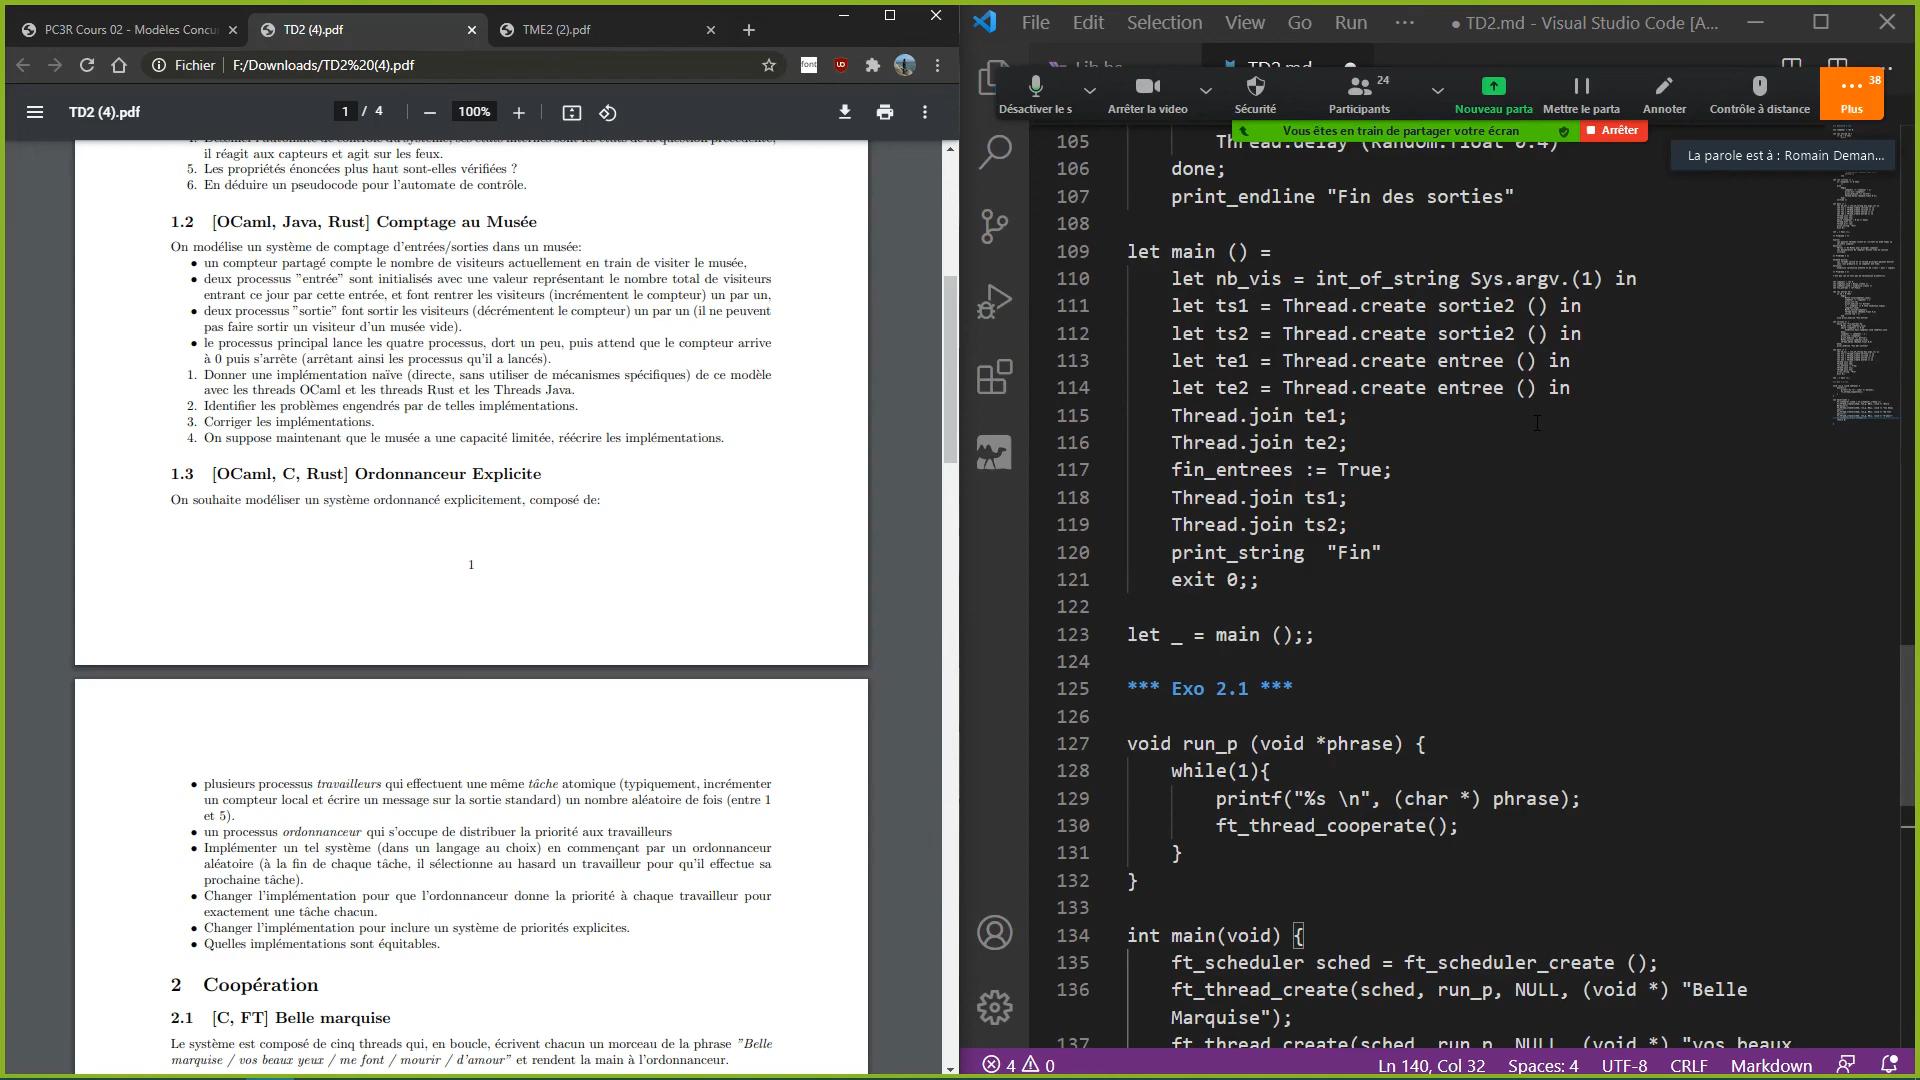 PC3R Cours 02 - Modèles Concu
TD2 (4).pdf
TME2 (2).pdf
Fichier
F:/Downloads/TD2%20(4).pdf
TD2 (4).pdf
1 / 4
100%
il réagit aux capteurs et agit sur les feux.
5. Les propriétés énoncées plus haut sont-elles vérifiées ?
6. En déduire un pseudocode pour l'automate de contrôle.
1.2 [OCaml, Java, Rust] Comptage au Musée
On modélise un système de comptage d'entrées/sorties dans un musée:
• un compteur partagé compte le nombre de visiteurs actuellement en train de visiter le musée,
• deux processus "entrée" sont initialisés avec une valeur représentant le nombre total de visiteurs
entrant ce jour par cette entrée, et font rentrer les visiteurs (incrémentent le compteur) un par un,
• deux processus "sortie" font sortir les visiteurs (décrémentent le compteur) un par un (il ne peuvent
pas faire sortir un visiteur d'un musée vide).
• le processus principal lance les quatre processus, dort un peu, puis attend que le compteur arrive
à 0 puis s'arrête (arrêtant ainsi les processus qu'il a lancés).
1. Donner une implémentation naïve (directe, sans utiliser de mécanismes spécifiques) de ce modèle
avec les threads OCaml et les threads Rust et les Threads Java.
2. Identifier les problèmes engendrés par de telles implémentations.
3. Corriger les implémentations.
4. On suppose maintenant que le musée a une capacité limitée, réécrire les implémentations.
1.3 [OCaml, C, Rust] Ordonnanceur Explicite
On souhaite modéliser un système ordonnancé explicitement, composé de:
1
• plusieurs processus travailleurs qui effectuent une même tâche atomique (typiquement, incrémenter
un compteur local et écrire un message sur la sortie standard) un nombre aléatoire de fois (entre 1
et 5).
• un processus ordonnanceur qui s'occupe de distribuer la priorité aux travailleurs
• Implémenter un tel système (dans un langage au choix) en commençant par un ordonnanceur
aléatoire (à la fin de chaque tâche, il sélectionne au hasard un travailleur pour qu'il effectue sa
prochaine tâche).
• Changer l'implémentation pour que l'ordonnanceur donne la priorité à chaque travailleur pour
exactement une tâche chacun.
• Changer l'implémentation pour inclure un système de priorités explicites.
• Quelles implémentations sont équitables.
2 Coopération
2.1 [C, FT] Belle marquise
Le système est composé de cinq threads qui, en boucle, écrivent chacun un morceau de la phrase "Belle
marquise / vos beaux yeux / me font / mourir / d'amour" et rendent la main à l'ordonnanceur.
File Edit Selection View Go Run ··· ● TD2.md - Visual Studio Code [A...
Désactiver le s
Arrêter la video
Sécurité
Participants 24
Nouveau parta
Mettre le parta
Annoter
Contrôle à distance
Plus 38
Vous êtes en train de partager votre écran
Arrêter
La parole est à : Romain Deman...
105 Thread.delay (Random.float 0.4)
106 done;
107 print_endline "Fin des sorties"
108
109 let main () =
110 let nb_vis = int_of_string Sys.argv.(1) in
111 let ts1 = Thread.create sortie2 () in
112 let ts2 = Thread.create sortie2 () in
113 let te1 = Thread.create entree () in
114 let te2 = Thread.create entree () in
115 Thread.join te1;
116 Thread.join te2;
117 fin_entrees := True;
118 Thread.join ts1;
119 Thread.join ts2;
120 print_string "Fin"
121 exit 0;;
122
123 let _ = main ();;
124
125 *** Exo 2.1 ***
126
127 void run_p (void *phrase) {
128 while(1){
129 printf("%s \n", (char *) phrase);
130 ft_thread_cooperate();
131 }
132 }
133
134 int main(void) {
135 ft_scheduler sched = ft_scheduler_create ();
136 ft_thread_create(sched, run_p, NULL, (void *) "Belle
Marquise");
137 ft_thread_create(sched, run_p, NULL, (void *) "vos beaux
4 0
Ln 140, Col 32 Spaces: 4 UTF-8 CRLF Markdown